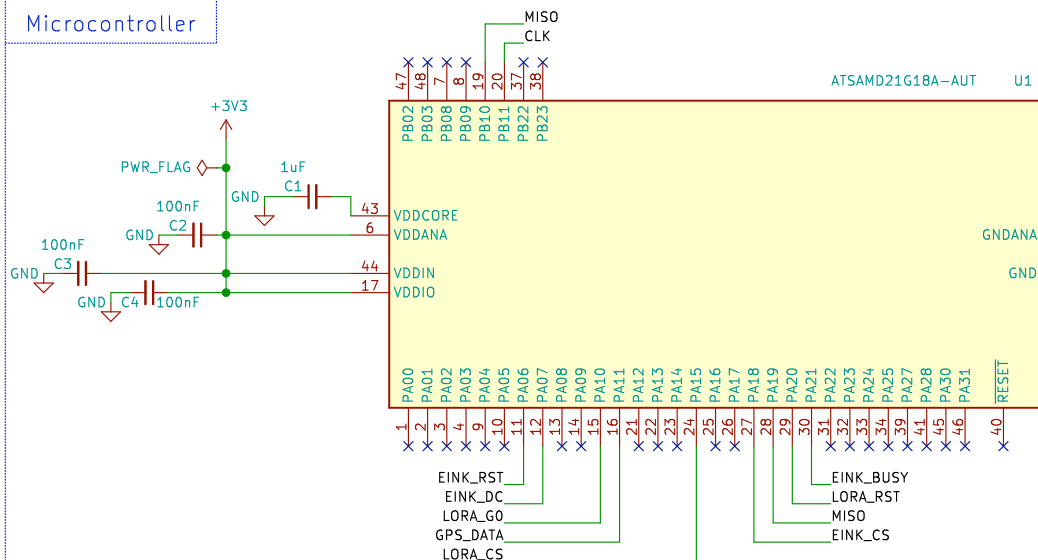 Microcontroller
MISO
CLK
47 48 7 8 19 20 37 38
ATSAMD21G18A-AUT U1
PB02 PB03 PB08 PB09 PB10 PB11 PB22 PB23
+3V3
PWR_FLAG
1uF
C1
GND
43 VDDCORE
100nF
C2
GND
6 VDDANA
GNDANA
100nF
C3
GND
44 VDDIN
GND
GND C4 100nF
17 VDDIO
PA00 PA01 PA02 PA03 PA04 PA05 PA06 PA07 PA08 PA09 PA10 PA11 PA12 PA13 PA14 PA15 PA16 PA17 PA18 PA19 PA20 PA21 PA22 PA23 PA24 PA25 PA27 PA28 PA30 PA31 RESET
1 2 3 4 9 10 11 12 13 14 15 16 21 22 23 24 25 26 27 28 29 30 31 32 33 34 39 41 45 46 40
EINK_RST
EINK_DC
LORA_G0
GPS_DATA
LORA_CS
EINK_BUSY
LORA_RST
MISO
EINK_CS